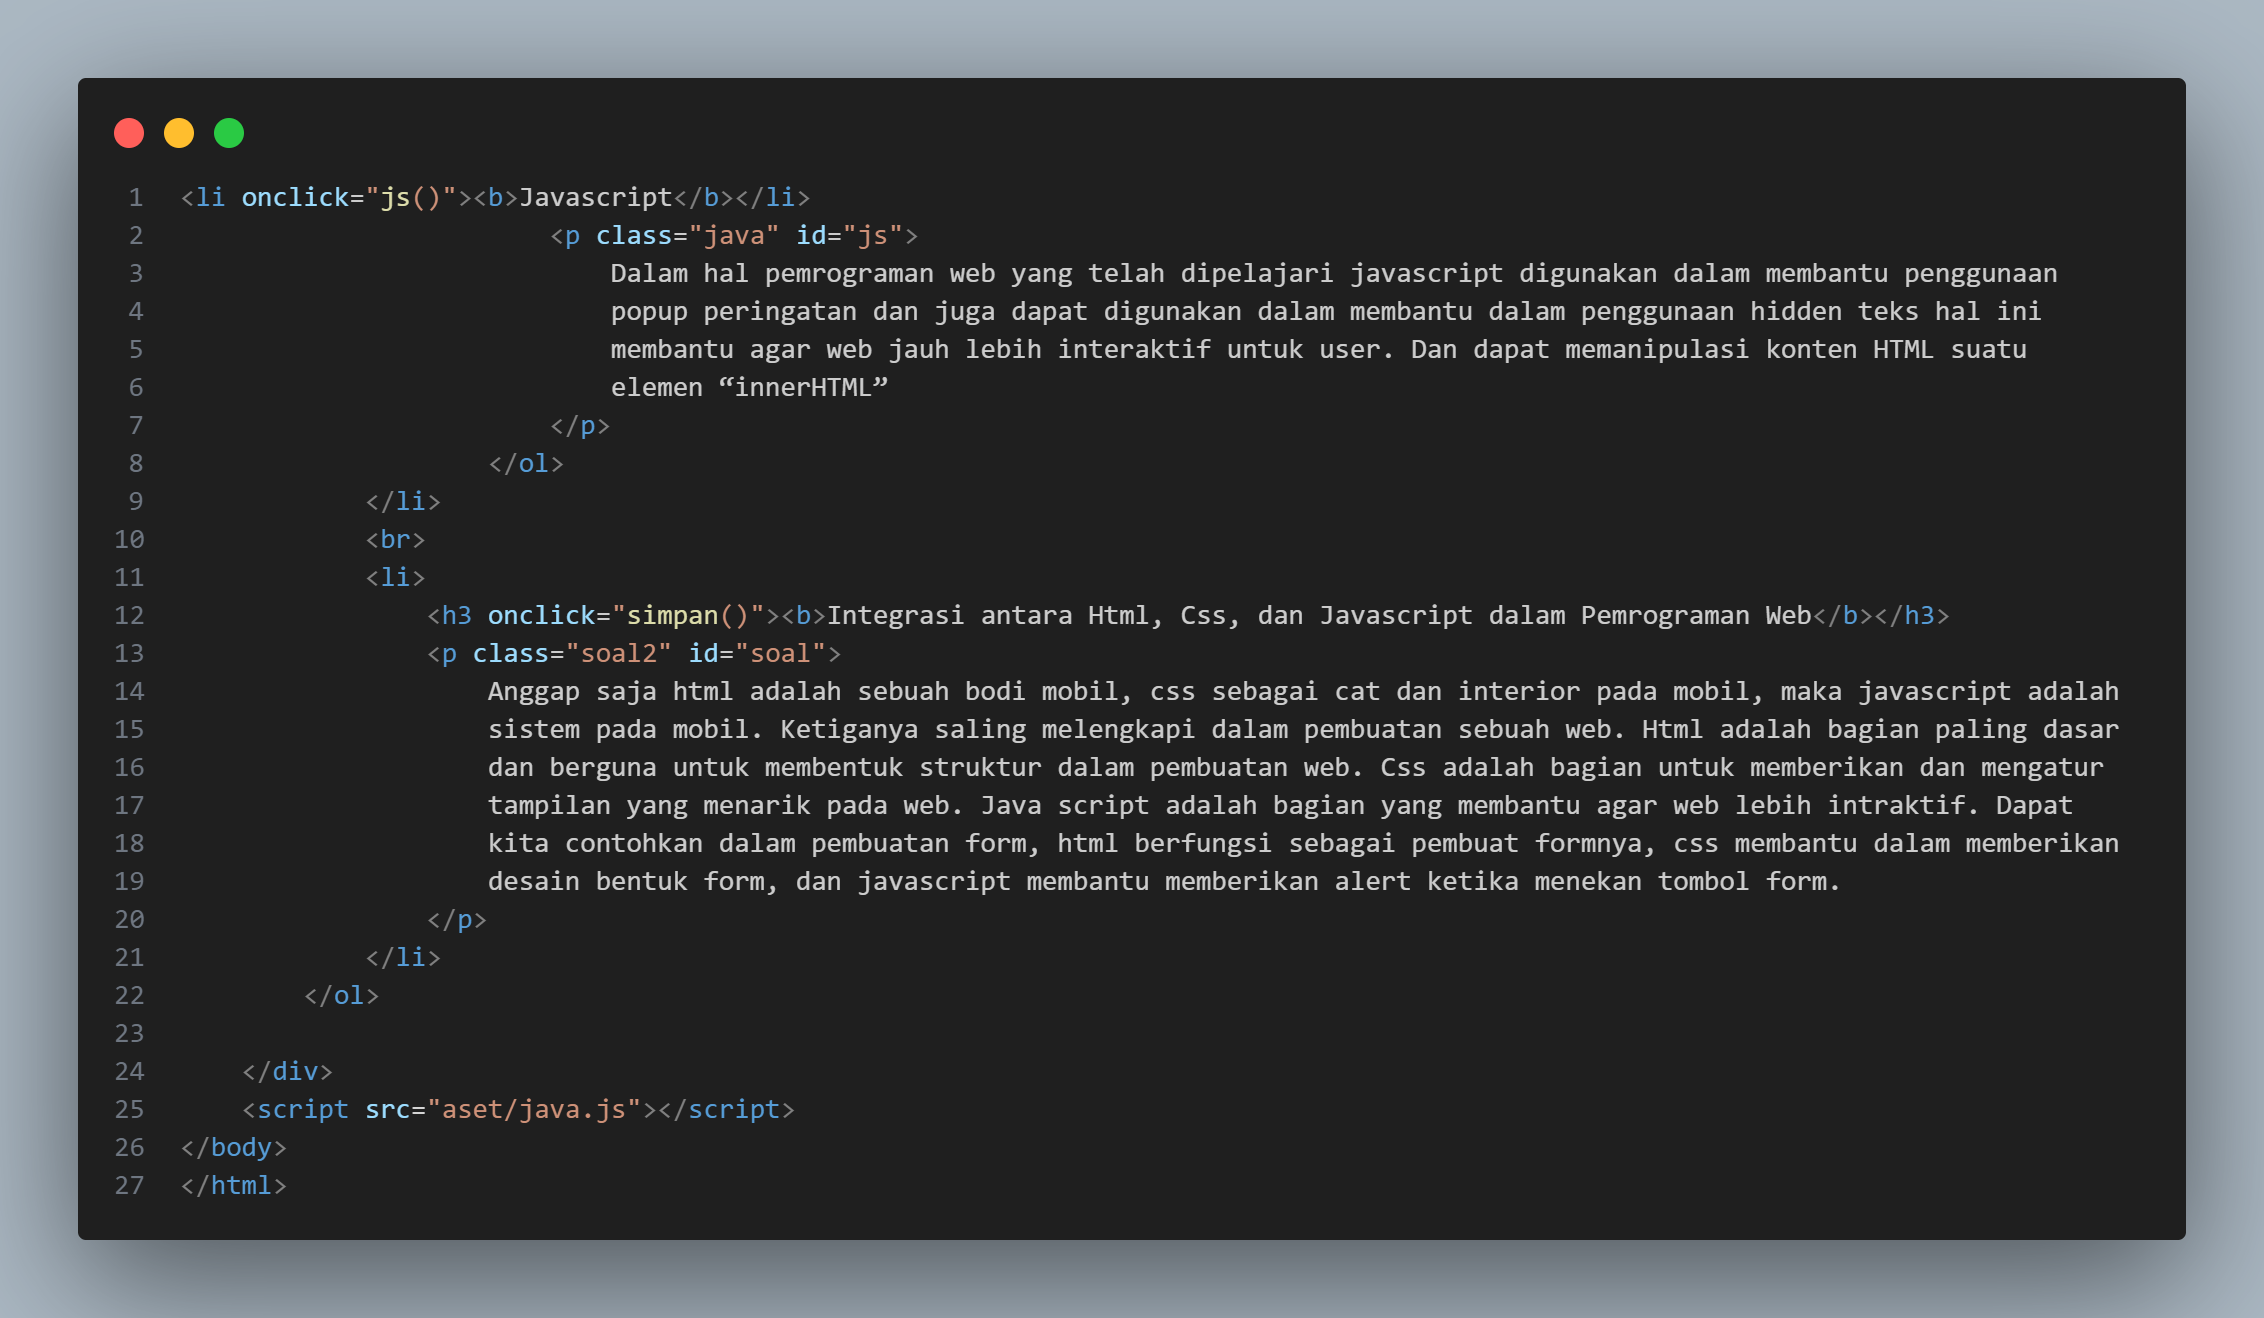 1 <li onclick="js()"><b>Javascript</b></li>
2 <p class="java" id="js">
3 Dalam hal pemrograman web yang telah dipelajari javascript digunakan dalam membantu penggunaan
4 popup peringatan dan juga dapat digunakan dalam membantu dalam penggunaan hidden teks hal ini
5 membantu agar web jauh lebih interaktif untuk user. Dan dapat memanipulasi konten HTML suatu
6 elemen “innerHTML”
7 </p>
8 </ol>
9 </li>
10 <br>
11 <li>
12 <h3 onclick="simpan()"><b>Integrasi antara Html, Css, dan Javascript dalam Pemrograman Web</b></h3>
13 <p class="soal2" id="soal">
14 Anggap saja html adalah sebuah bodi mobil, css sebagai cat dan interior pada mobil, maka javascript adalah
15 sistem pada mobil. Ketiganya saling melengkapi dalam pembuatan sebuah web. Html adalah bagian paling dasar
16 dan berguna untuk membentuk struktur dalam pembuatan web. Css adalah bagian untuk memberikan dan mengatur
17 tampilan yang menarik pada web. Java script adalah bagian yang membantu agar web lebih intraktif. Dapat
18 kita contohkan dalam pembuatan form, html berfungsi sebagai pembuat formnya, css membantu dalam memberikan
19 desain bentuk form, dan javascript membantu memberikan alert ketika menekan tombol form.
20 </p>
21 </li>
22 </ol>
23
24 </div>
25 <script src="aset/java.js"></script>
26 </body>
27 </html>